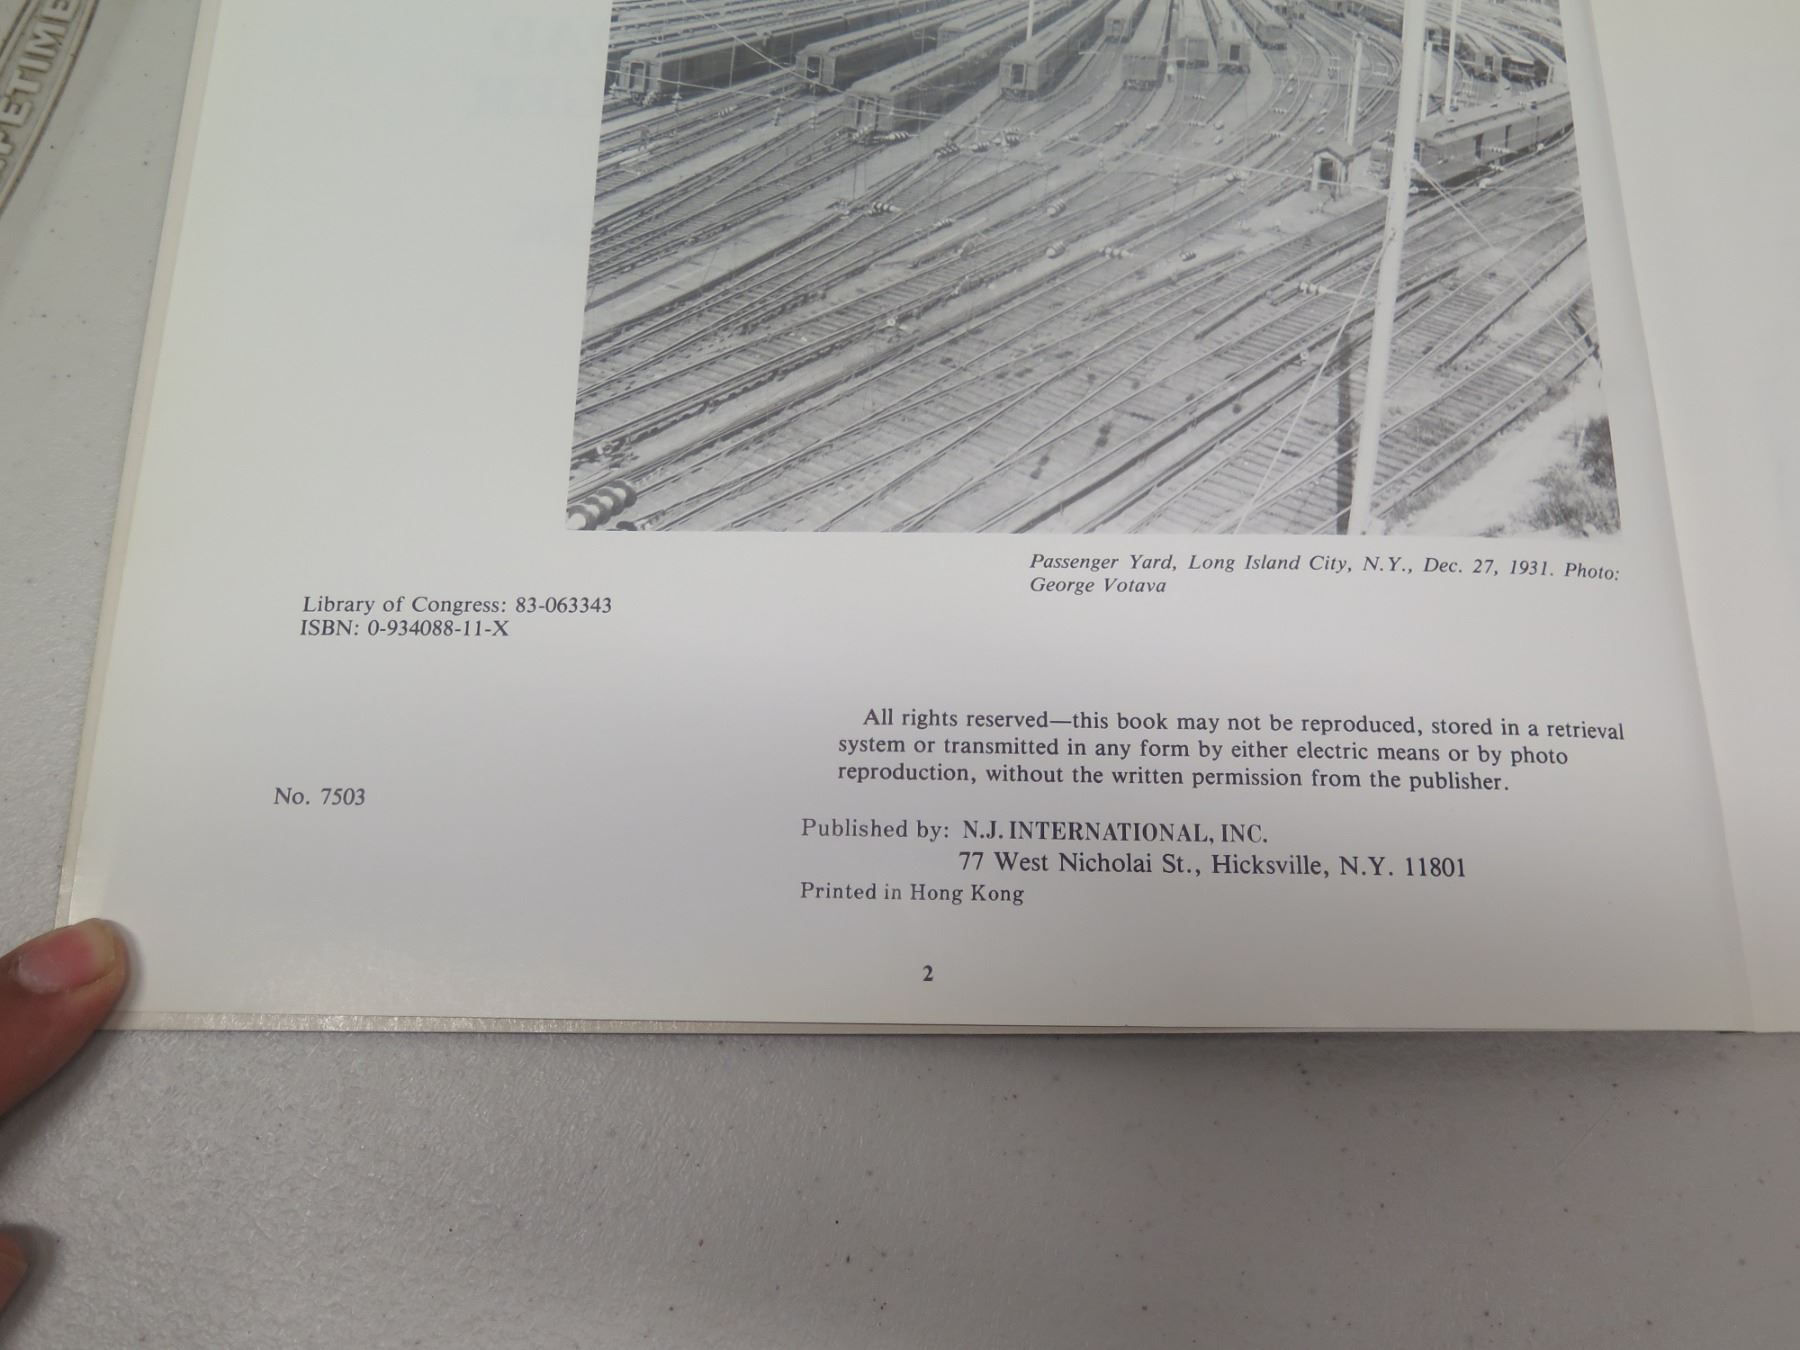 Passenger Yard, Long Island City, N.Y., Dec. 27, 1931. Photo:
George Votava
Library of Congress: 83-063343
ISBN: 0-934088-11-X
All rights reserved—this book may not be reproduced, stored in a retrieval
system or transmitted in any form by either electric means or by photo
reproduction, without the written permission from the publisher.
No. 7503
Published by: N.J. INTERNATIONAL, INC.
77 West Nicholai St., Hicksville, N.Y. 11801
Printed in Hong Kong
2